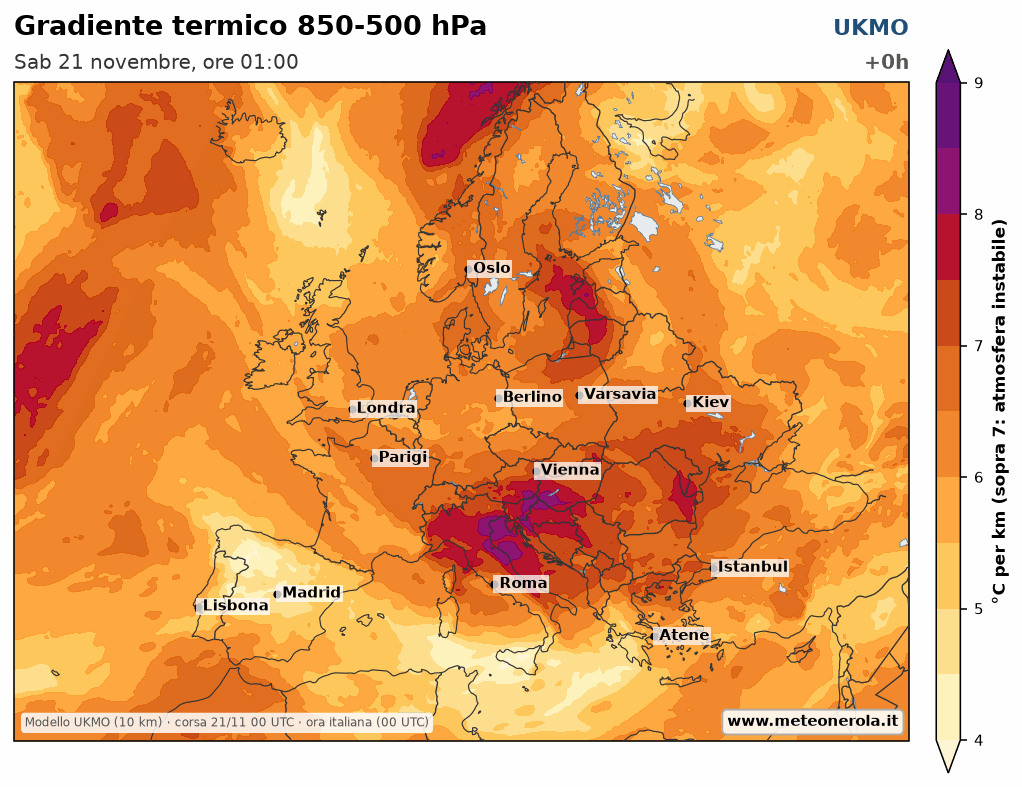 Gradiente termico 850-500 hPa
UKMO
Sab 21 novembre, ore 01:00
+0h
9
8
7
6
5
4
°C per km (sopra 7: atmosfera instabile)
Oslo
Londra
Berlino
Varsavia
Kiev
Parigi
Vienna
Istanbul
Roma
Madrid
Lisbona
Atene
Modello UKMO (10 km) · corsa 21/11 00 UTC · ora italiana (00 UTC)
www.meteonerola.it